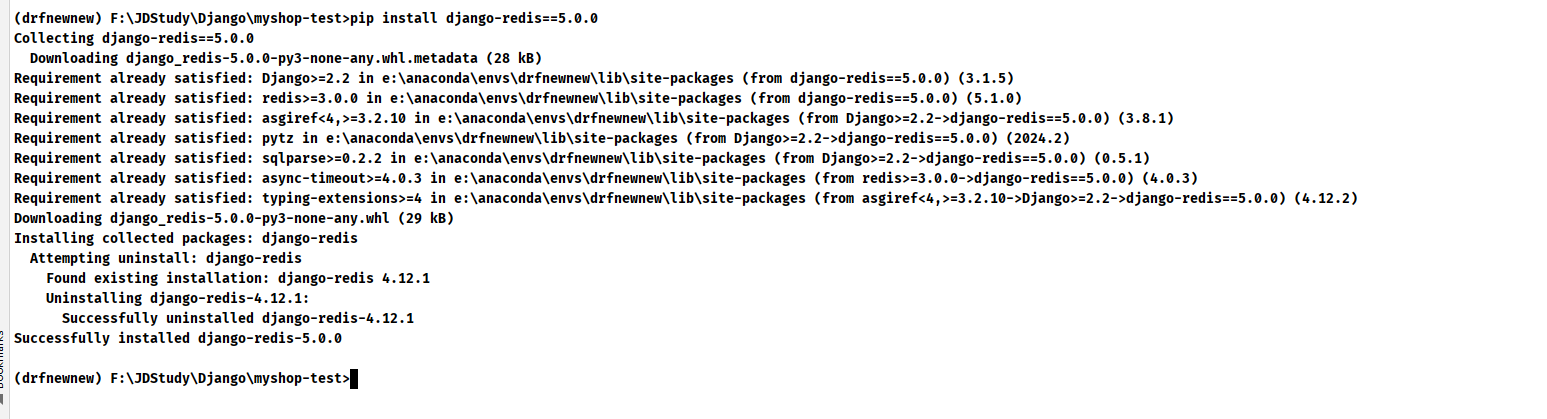 (drfnewnew) F:\JDStudy\Django\myshop-test>pip install django-redis==5.0.0
Collecting django-redis==5.0.0
  Downloading django_redis-5.0.0-py3-none-any.whl.metadata (28 kB)
Requirement already satisfied: Django>=2.2 in e:\anaconda\envs\drfnewnew\lib\site-packages (from django-redis==5.0.0) (3.1.5)
Requirement already satisfied: redis>=3.0.0 in e:\anaconda\envs\drfnewnew\lib\site-packages (from django-redis==5.0.0) (5.1.0)
Requirement already satisfied: asgiref<4,>=3.2.10 in e:\anaconda\envs\drfnewnew\lib\site-packages (from Django>=2.2->django-redis==5.0.0) (3.8.1)
Requirement already satisfied: pytz in e:\anaconda\envs\drfnewnew\lib\site-packages (from Django>=2.2->django-redis==5.0.0) (2024.2)
Requirement already satisfied: sqlparse>=0.2.2 in e:\anaconda\envs\drfnewnew\lib\site-packages (from Django>=2.2->django-redis==5.0.0) (0.5.1)
Requirement already satisfied: async-timeout>=4.0.3 in e:\anaconda\envs\drfnewnew\lib\site-packages (from redis>=3.0.0->django-redis==5.0.0) (4.0.3)
Requirement already satisfied: typing-extensions>=4 in e:\anaconda\envs\drfnewnew\lib\site-packages (from asgiref<4,>=3.2.10->Django>=2.2->django-redis==5.0.0) (4.12.2)
Downloading django_redis-5.0.0-py3-none-any.whl (29 kB)
Installing collected packages: django-redis
  Attempting uninstall: django-redis
    Found existing installation: django-redis 4.12.1
    Uninstalling django-redis-4.12.1:
      Successfully uninstalled django-redis-4.12.1
Successfully installed django-redis-5.0.0
(drfnewnew) F:\JDStudy\Django\myshop-test>